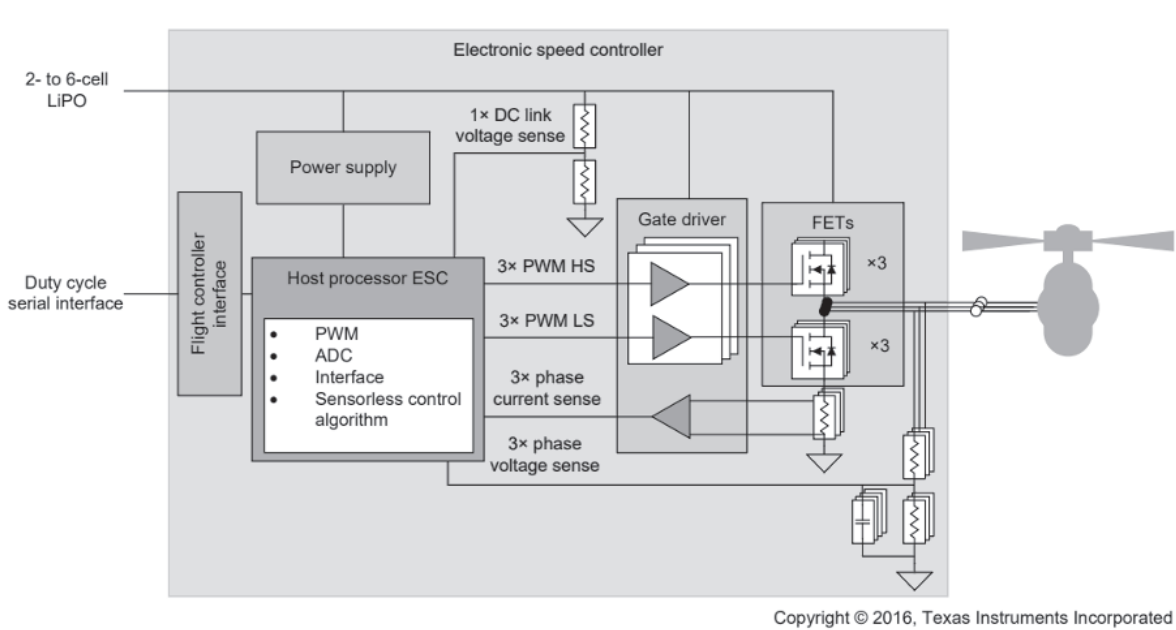 Electronic speed controller
2- to 6-cell
LiPO
1× DC link
voltage sense
Power supply
Gate driver
FETs
Flight controller
interface
Duty cycle
serial interface
Host processor ESC
3× PWM HS
×3
3× PWM LS
×3
• PWM
• ADC
• Interface
• Sensorless control
algorithm
3× phase
current sense
3× phase
voltage sense
Copyright © 2016, Texas Instruments Incorporated